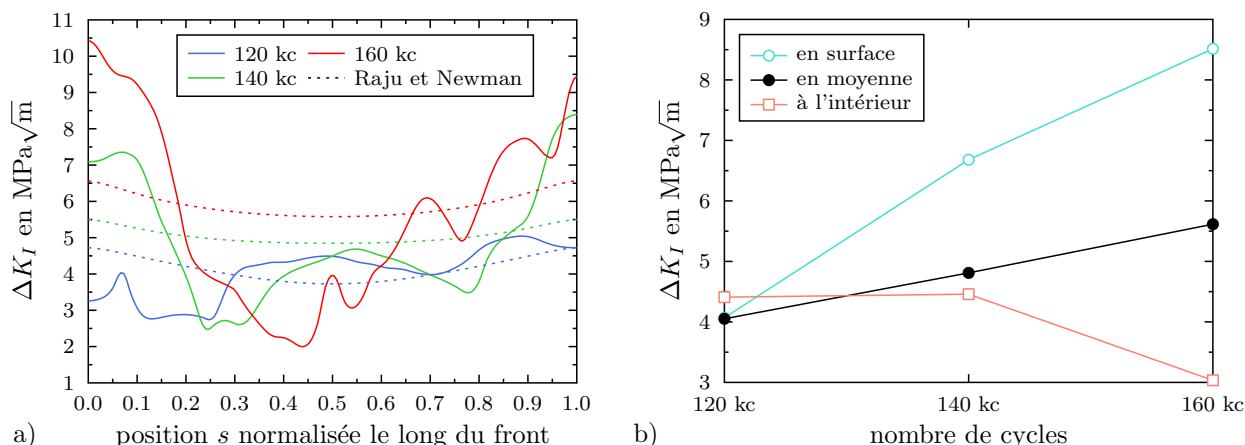 11
10
9
8
7
6
5
4
3
2
1
ΔK_I en MPa√m
120 kc
140 kc
160 kc
Raju et Newman
0.0 0.1 0.2 0.3 0.4 0.5 0.6 0.7 0.8 0.9 1.0
a) position s normalisée le long du front
9
8
7
6
5
4
3
ΔK_I en MPa√m
en surface
en moyenne
à l'intérieur
120 kc 140 kc 160 kc
b) nombre de cycles